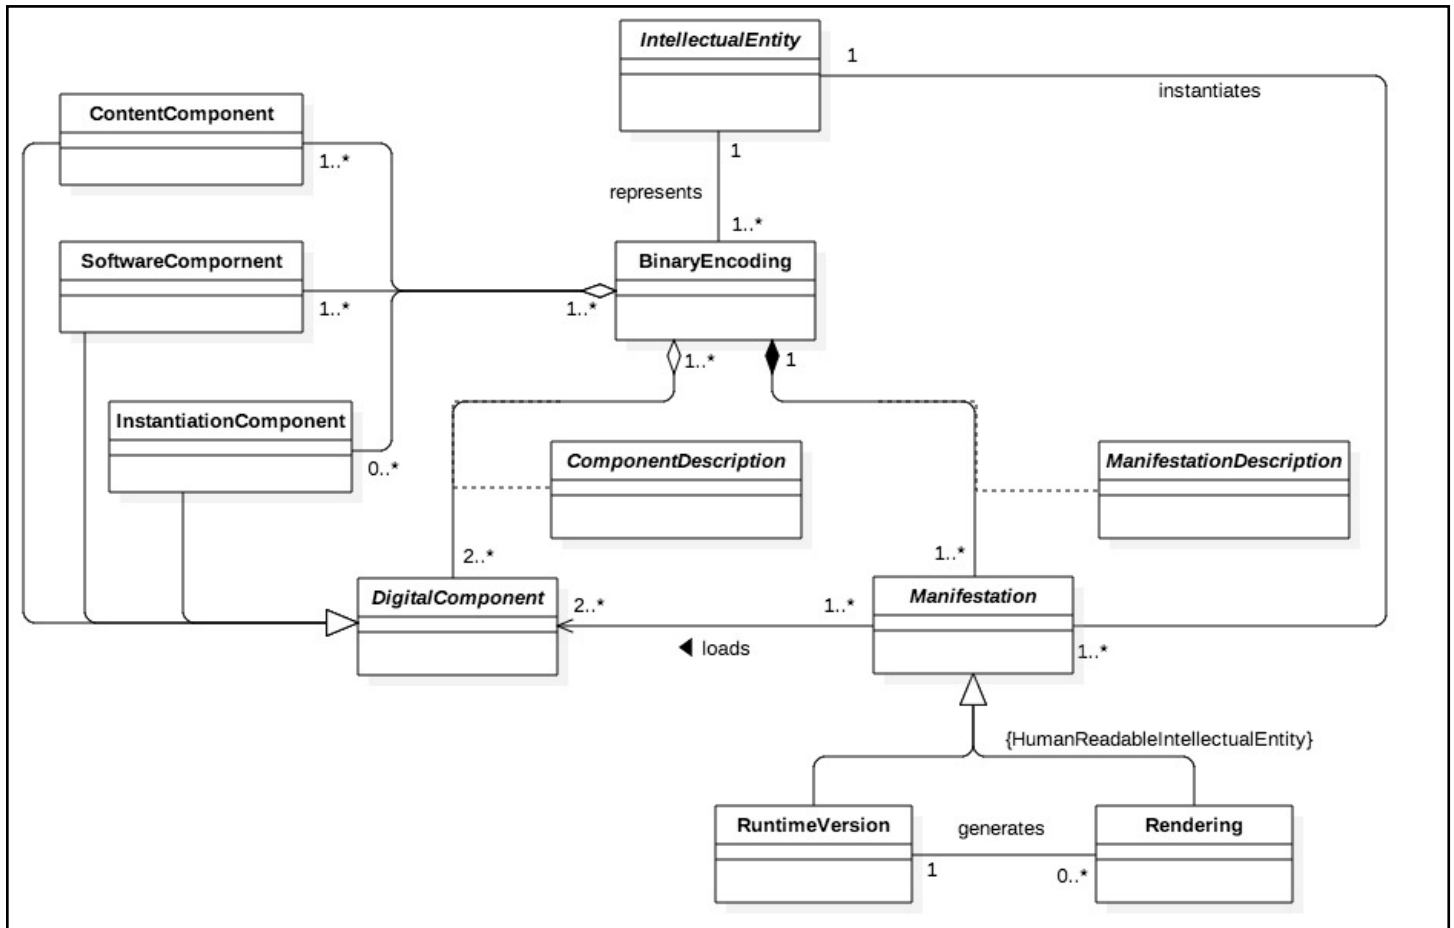 IntellectualEntity
1
instantiates
ContentComponent
1..*
1
represents
1..*
SoftwareCompornent
1..*
BinaryEncoding
1..*
1..*
1
InstantiationComponent
0..*
ComponentDescription
ManifestationDescription
2..*
1..*
DigitalComponent
2..*
1..*
Manifestation
◀ loads
1..*
{HumanReadableIntellectualEntity}
RuntimeVersion
generates
Rendering
1
0..*